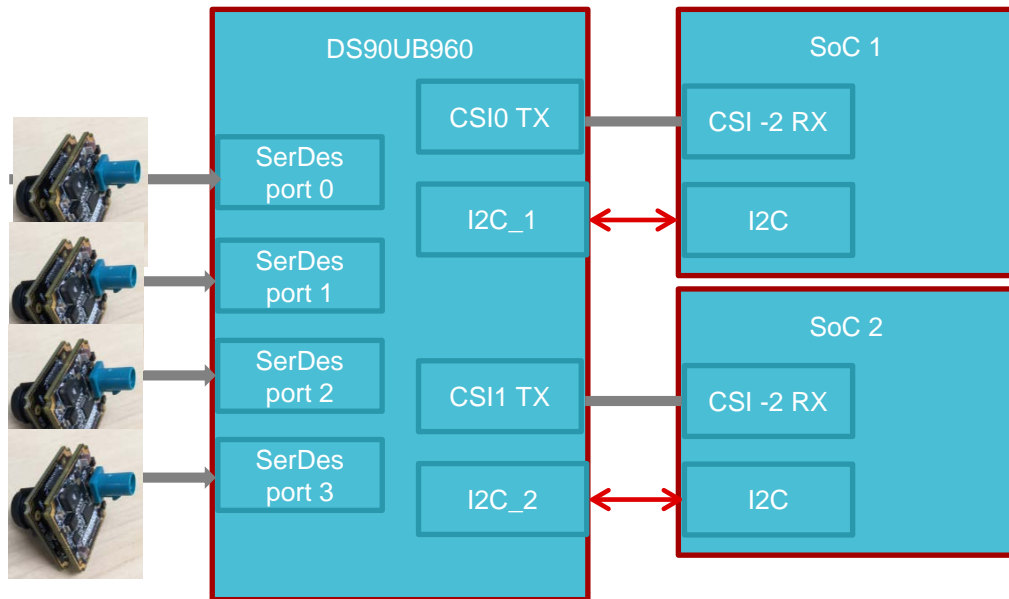 DS90UB960
SoC 1
CSI0 TX
CSI -2 RX
SerDes
port 0
I2C_1
I2C
SerDes
port 1
SoC 2
SerDes
port 2
CSI1 TX
CSI -2 RX
SerDes
port 3
I2C_2
I2C